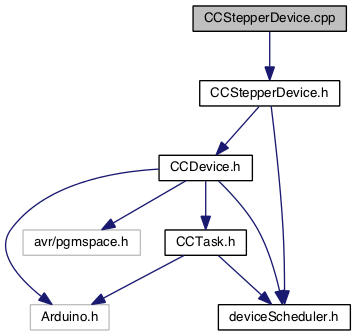 CCStepperDevice.cpp
CCStepperDevice.h
CCDevice.h
avr/pgmspace.h
CCTask.h
Arduino.h
deviceScheduler.h